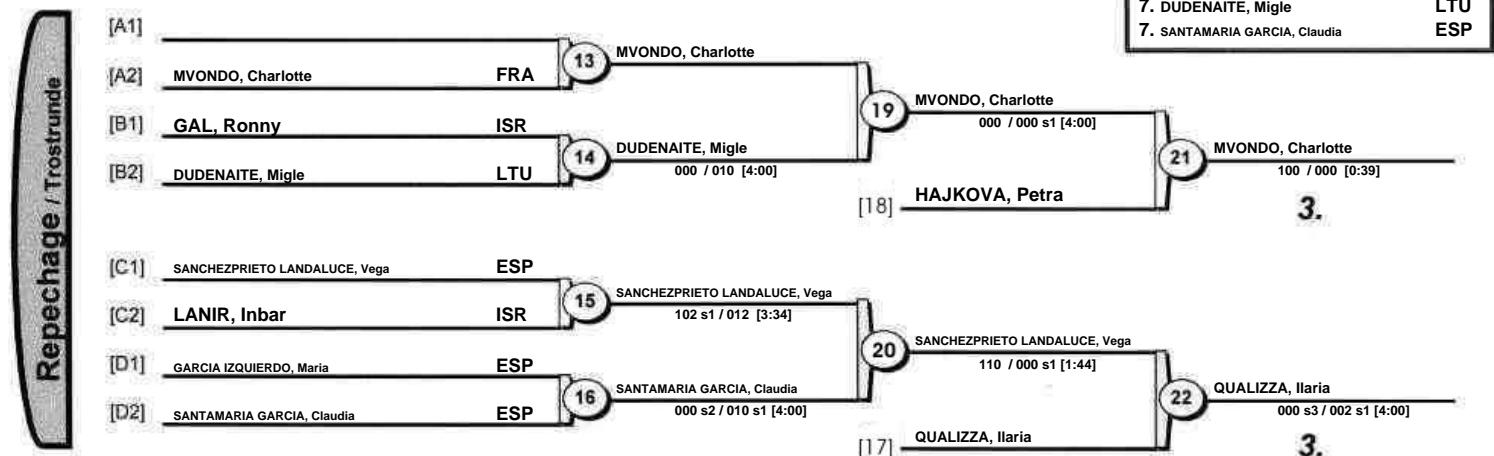 7. DUDENAITE, Migle LTU
7. SANTAMARIA GARCIA, Claudia ESP
Repechage / Trostrunde
[A1]
13 MVONDO, Charlotte
[A2] MVONDO, Charlotte FRA
19 MVONDO, Charlotte
000 / 000 s1 [4:00]
[B1] GAL, Ronny ISR
14 DUDENAITE, Migle
000 / 010 [4:00]
21 MVONDO, Charlotte
100 / 000 [0:39]
[B2] DUDENAITE, Migle LTU
[18] HAJKOVA, Petra
3.
[C1] SANCHEZPRIETO LANDALUCE, Vega ESP
15 SANCHEZPRIETO LANDALUCE, Vega
102 s1 / 012 [3:34]
[C2] LANIR, Inbar ISR
20 SANCHEZPRIETO LANDALUCE, Vega
110 / 000 s1 [1:44]
[D1] GARCIA IZQUIERDO, Maria ESP
16 SANTAMARIA GARCIA, Claudia
000 s2 / 010 s1 [4:00]
22 QUALIZZA, Ilaria
000 s3 / 002 s1 [4:00]
[D2] SANTAMARIA GARCIA, Claudia ESP
[17] QUALIZZA, Ilaria
3.